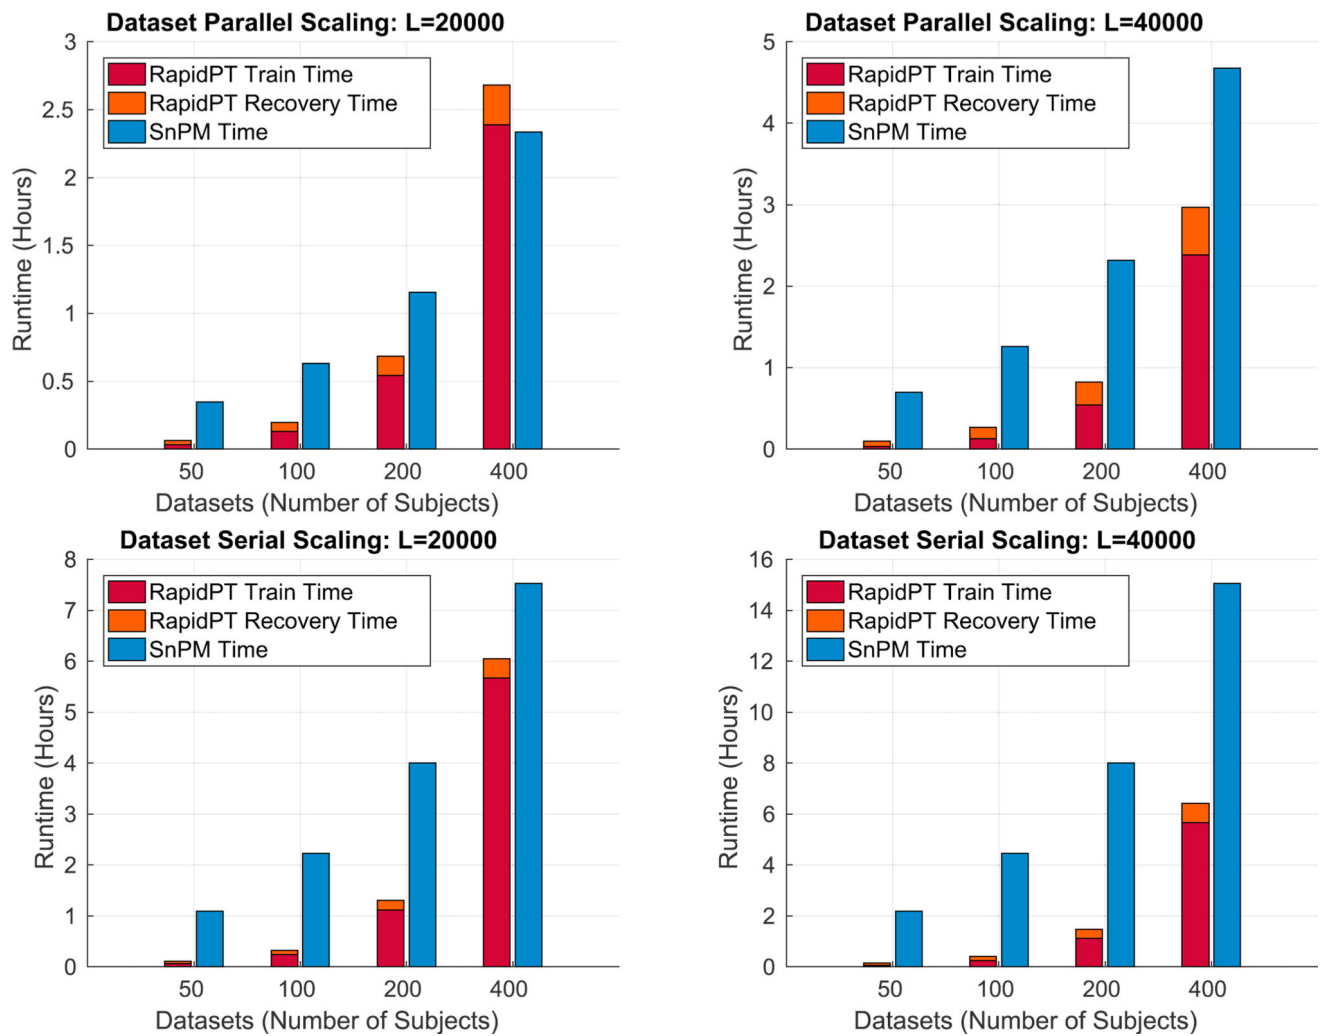 Dataset Parallel Scaling: L=20000
3
2.5
2
1.5
1
0.5
0
Runtime (Hours)
RapidPT Train Time
RapidPT Recovery Time
SnPM Time
50 100 200 400
Datasets (Number of Subjects)
Dataset Parallel Scaling: L=40000
5
4
3
2
1
0
Runtime (Hours)
RapidPT Train Time
RapidPT Recovery Time
SnPM Time
50 100 200 400
Datasets (Number of Subjects)
Dataset Serial Scaling: L=20000
8
7
6
5
4
3
2
1
0
Runtime (Hours)
RapidPT Train Time
RapidPT Recovery Time
SnPM Time
50 100 200 400
Datasets (Number of Subjects)
Dataset Serial Scaling: L=40000
16
14
12
10
8
6
4
2
0
Runtime (Hours)
RapidPT Train Time
RapidPT Recovery Time
SnPM Time
50 100 200 400
Datasets (Number of Subjects)